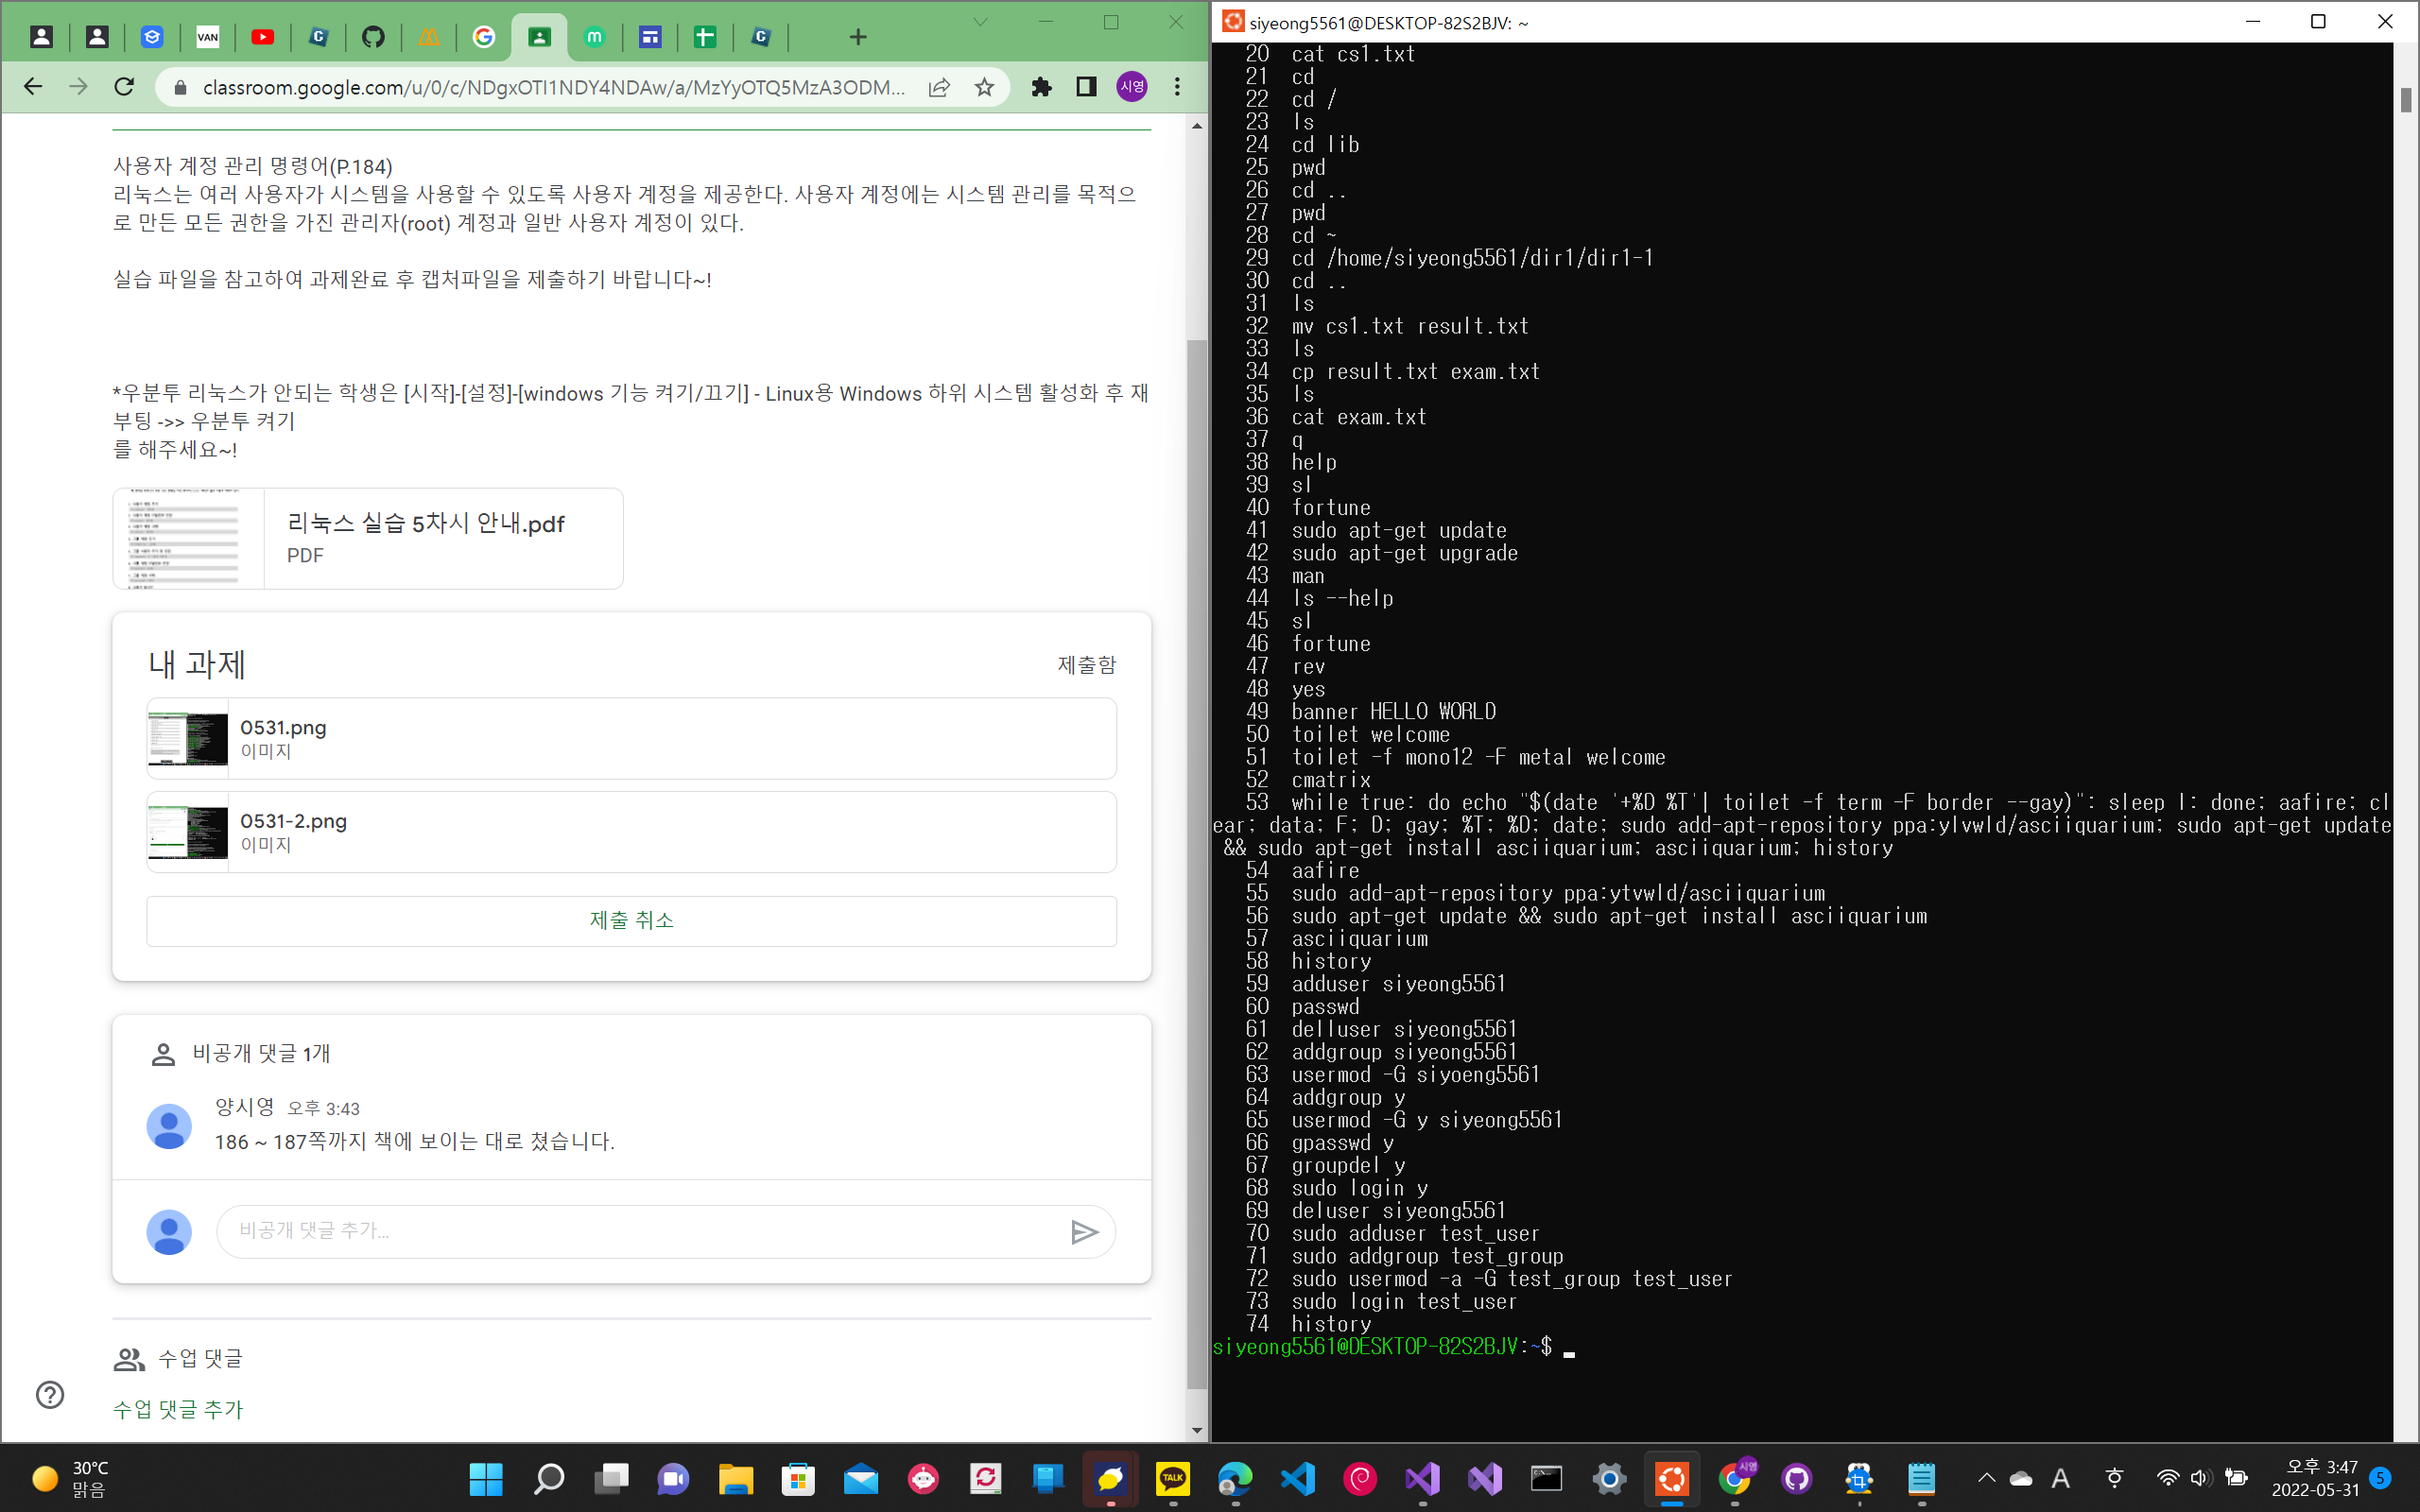 VAN
classroom.google.com/u/0/c/NDgxOTI1NDY4NDAw/a/MzYyOTQ5MzA3ODM...
시영
사용자 계정 관리 명령어(P.184)
리눅스는 여러 사용자가 시스템을 사용할 수 있도록 사용자 계정을 제공한다. 사용자 계정에는 시스템 관리를 목적으
로 만든 모든 권한을 가진 관리자(root) 계정과 일반 사용자 계정이 있다.
실습 파일을 참고하여 과제완료 후 캡처파일을 제출하기 바랍니다~!
*우분투 리눅스가 안되는 학생은 [시작]-[설정]-[windows 기능 켜기/끄기] - Linux용 Windows 하위 시스템 활성화 후 재
부팅 ->> 우분투 켜기
를 해주세요~!
리눅스 실습 5차시 안내.pdf
PDF
내 과제
제출함
0531.png
이미지
0531-2.png
이미지
제출 취소
비공개 댓글 1개
양시영 오후 3:43
186 ~ 187쪽까지 책에 보이는 대로 쳤습니다.
비공개 댓글 추가...
수업 댓글
수업 댓글 추가
siyeong5561@DESKTOP-82S2BJV: ~
20 cat cs1.txt
21 cd
22 cd /
23 ls
24 cd lib
25 pwd
26 cd ..
27 pwd
28 cd ~
29 cd /home/siyeong5561/dir1/dir1-1
30 cd ..
31 ls
32 mv cs1.txt result.txt
33 ls
34 cp result.txt exam.txt
35 ls
36 cat exam.txt
37 q
38 help
39 sl
40 fortune
41 sudo apt-get update
42 sudo apt-get upgrade
43 man
44 ls --help
45 sl
46 fortune
47 rev
48 yes
49 banner HELLO WORLD
50 toilet welcome
51 toilet -f mono12 -F metal welcome
52 cmatrix
53 while true: do echo "$(date '+%D %T'| toilet -f term -F border --gay)": sleep l: done; aafire; cl
ear; data; F; D; gay; %T; %D; date; sudo add-apt-repository ppa:ylvwld/asciiquarium; sudo apt-get update
&& sudo apt-get install asciiquarium; asciiquarium; history
54 aafire
55 sudo add-apt-repository ppa:ytvwld/asciiquarium
56 sudo apt-get update && sudo apt-get install asciiquarium
57 asciiquarium
58 history
59 adduser siyeong5561
60 passwd
61 delluser siyeong5561
62 addgroup siyeong5561
63 usermod -G siyoeng5561
64 addgroup y
65 usermod -G y siyeong5561
66 gpasswd y
67 groupdel y
68 sudo login y
69 deluser siyeong5561
70 sudo adduser test_user
71 sudo addgroup test_group
72 sudo usermod -a -G test_group test_user
73 sudo login test_user
74 history
siyeong5561@DESKTOP-82S2BJV:~$
30°C
맑음
TALK
시영
A
오후 3:47
2022-05-31
5